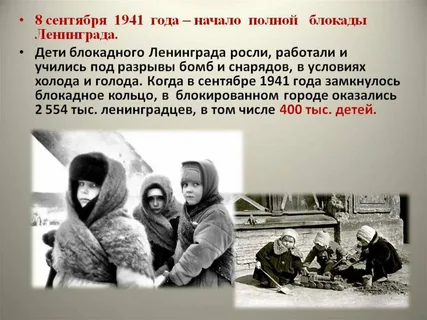 • 8 сентября 1941 года – начало полной блокады
Ленинграда.
• Дети блокадного Ленинграда росли, работали и
учились под разрывы бомб и снарядов, в условиях
холода и голода. Когда в сентябре 1941 года замкнулось
блокадное кольцо, в блокированном городе оказались
2 554 тыс. ленинградцев, в том числе 400 тыс. детей.